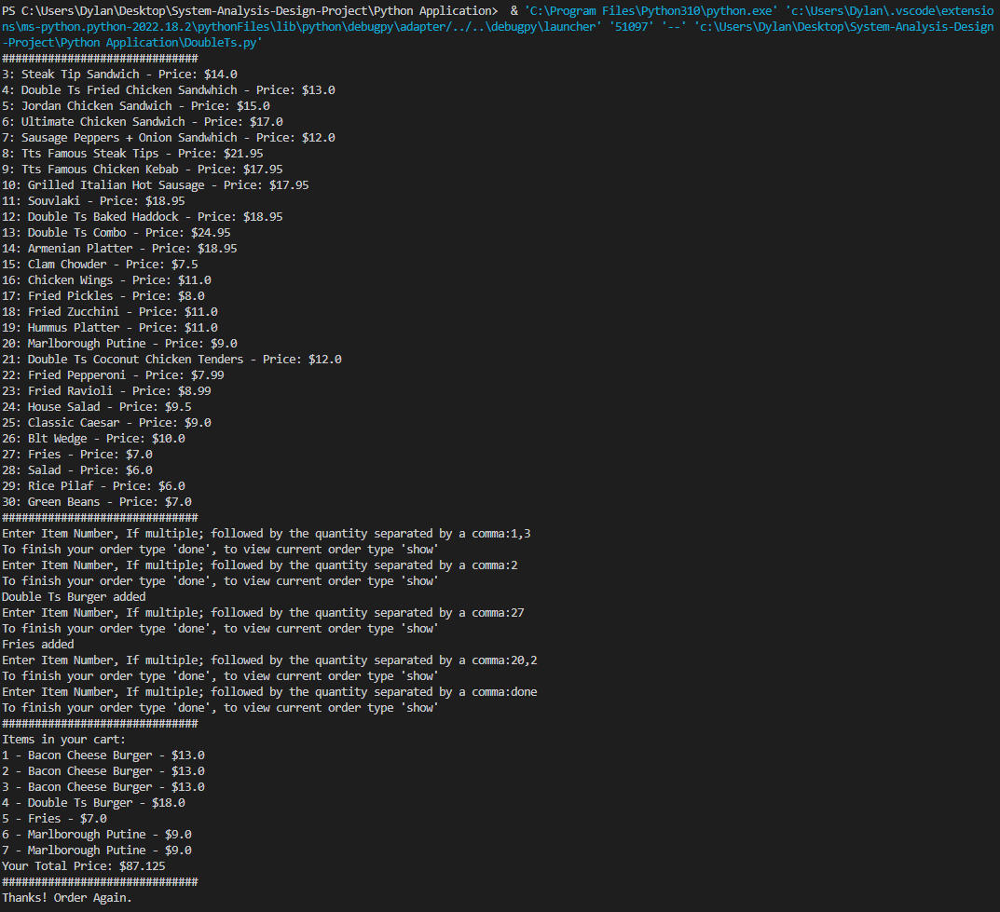 PS C:\Users\Dylan\Desktop\System-Analysis-Design-Project\Python Application>  & 'C:\Program Files\Python310\python.exe' 'c:\Users\Dylan\.vscode\extensio
ns\ms-python.python-2022.18.2\pythonFiles\lib\python\debugpy\adapter/../..\debugpy\launcher' '51097' '--' 'c:\Users\Dylan\Desktop\System-Analysis-Design
-Project\Python Application\DoubleTs.py'
##############################
3: Steak Tip Sandwich - Price: $14.0
4: Double Ts Fried Chicken Sandwhich - Price: $13.0
5: Jordan Chicken Sandwich - Price: $15.0
6: Ultimate Chicken Sandwich - Price: $17.0
7: Sausage Peppers + Onion Sandwhich - Price: $12.0
8: Tts Famous Steak Tips - Price: $21.95
9: Tts Famous Chicken Kebab - Price: $17.95
10: Grilled Italian Hot Sausage - Price: $17.95
11: Souvlaki - Price: $18.95
12: Double Ts Baked Haddock - Price: $18.95
13: Double Ts Combo - Price: $24.95
14: Armenian Platter - Price: $18.95
15: Clam Chowder - Price: $7.5
16: Chicken Wings - Price: $11.0
17: Fried Pickles - Price: $8.0
18: Fried Zucchini - Price: $11.0
19: Hummus Platter - Price: $11.0
20: Marlborough Putine - Price: $9.0
21: Double Ts Coconut Chicken Tenders - Price: $12.0
22: Fried Pepperoni - Price: $7.99
23: Fried Ravioli - Price: $8.99
24: House Salad - Price: $9.5
25: Classic Caesar - Price: $9.0
26: Blt Wedge - Price: $10.0
27: Fries - Price: $7.0
28: Salad - Price: $6.0
29: Rice Pilaf - Price: $6.0
30: Green Beans - Price: $7.0
##############################
Enter Item Number, If multiple; followed by the quantity separated by a comma:1,3
To finish your order type 'done', to view current order type 'show'
Enter Item Number, If multiple; followed by the quantity separated by a comma:2
To finish your order type 'done', to view current order type 'show'
Double Ts Burger added
Enter Item Number, If multiple; followed by the quantity separated by a comma:27
To finish your order type 'done', to view current order type 'show'
Fries added
Enter Item Number, If multiple; followed by the quantity separated by a comma:20,2
To finish your order type 'done', to view current order type 'show'
Enter Item Number, If multiple; followed by the quantity separated by a comma:done
To finish your order type 'done', to view current order type 'show'
##############################
Items in your cart:
1 - Bacon Cheese Burger - $13.0
2 - Bacon Cheese Burger - $13.0
3 - Bacon Cheese Burger - $13.0
4 - Double Ts Burger - $18.0
5 - Fries - $7.0
6 - Marlborough Putine - $9.0
7 - Marlborough Putine - $9.0
Your Total Price: $87.125
##############################
Thanks! Order Again.